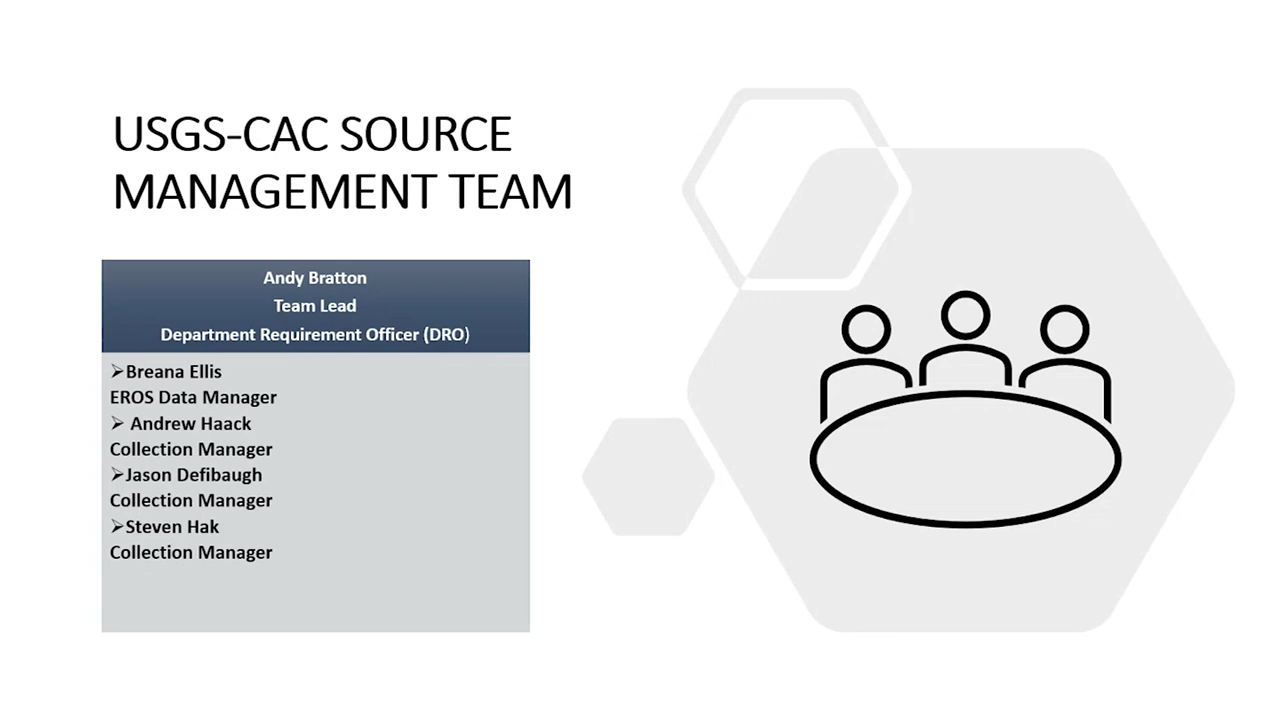 USGS-CAC SOURCE
MANAGEMENT TEAM
Andy Bratton
Team Lead
Department Requirement Officer (DRO)
➢Breana Ellis
EROS Data Manager
➢ Andrew Haack
Collection Manager
➢Jason Defibaugh
Collection Manager
➢Steven Hak
Collection Manager